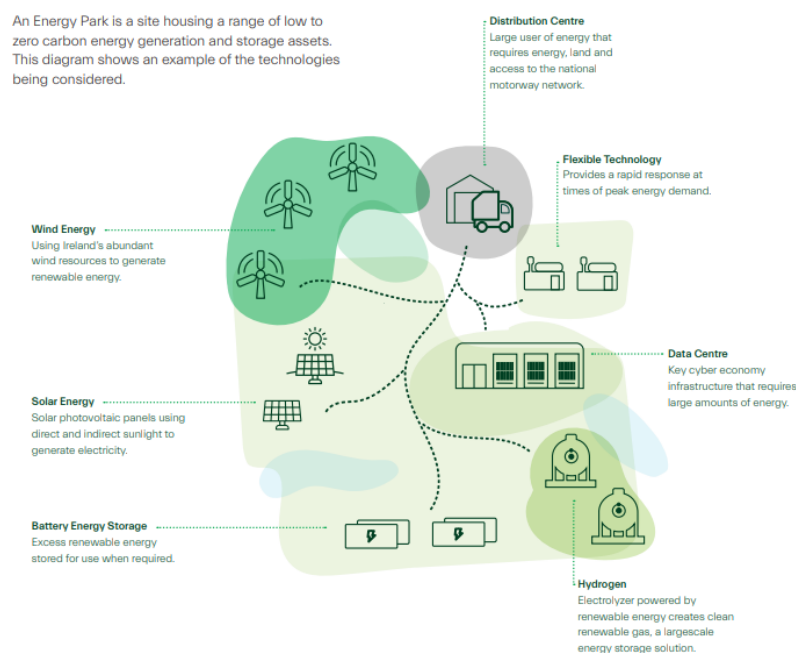 An Energy Park is a site housing a range of low to
zero carbon energy generation and storage assets.
This diagram shows an example of the technologies
being considered.
Distribution Centre
Large user of energy that
requires energy, land and
access to the national
motorway network.
Flexible Technology
Provides a rapid response at
times of peak energy demand.
Wind Energy
Using Ireland's abundant
wind resources to generate
renewable energy.
Data Centre
Key cyber economy
infrastructure that requires
large amounts of energy.
Solar Energy
Solar photovoltaic panels using
direct and indirect sunlight to
generate electricity.
Battery Energy Storage
Excess renewable energy
stored for use when required.
Hydrogen
Electrolyzer powered by
renewable energy creates clean
renewable gas, a largescale
energy storage solution.